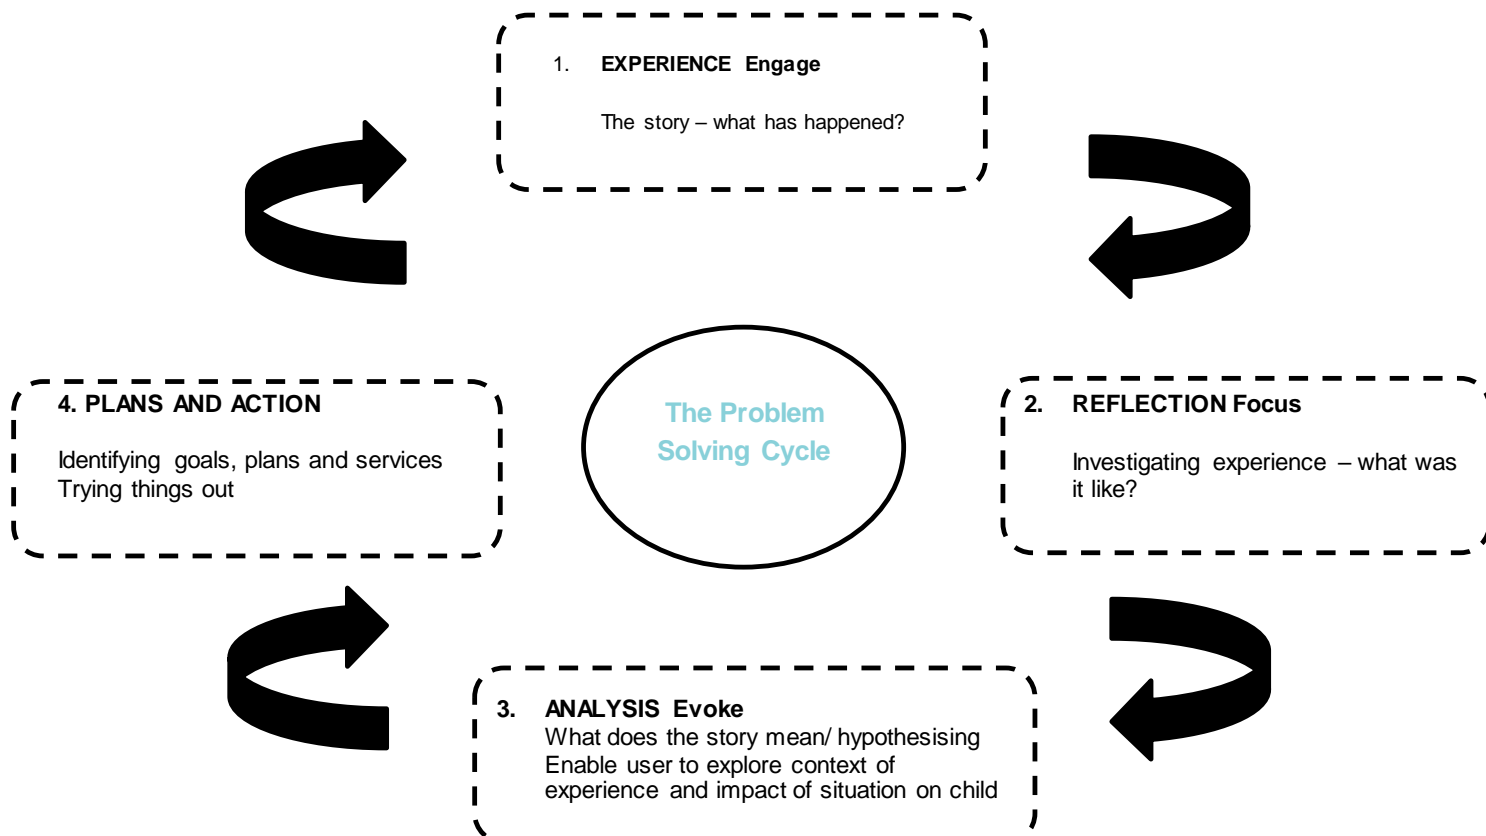 1. EXPERIENCE Engage
The story – what has happened?
2. REFLECTION Focus
Investigating experience – what was
it like?
3. ANALYSIS Evoke
What does the story mean/ hypothesising
Enable user to explore context of
experience and impact of situation on child
4. PLANS AND ACTION
Identifying goals, plans and services
Trying things out
The Problem
Solving Cycle